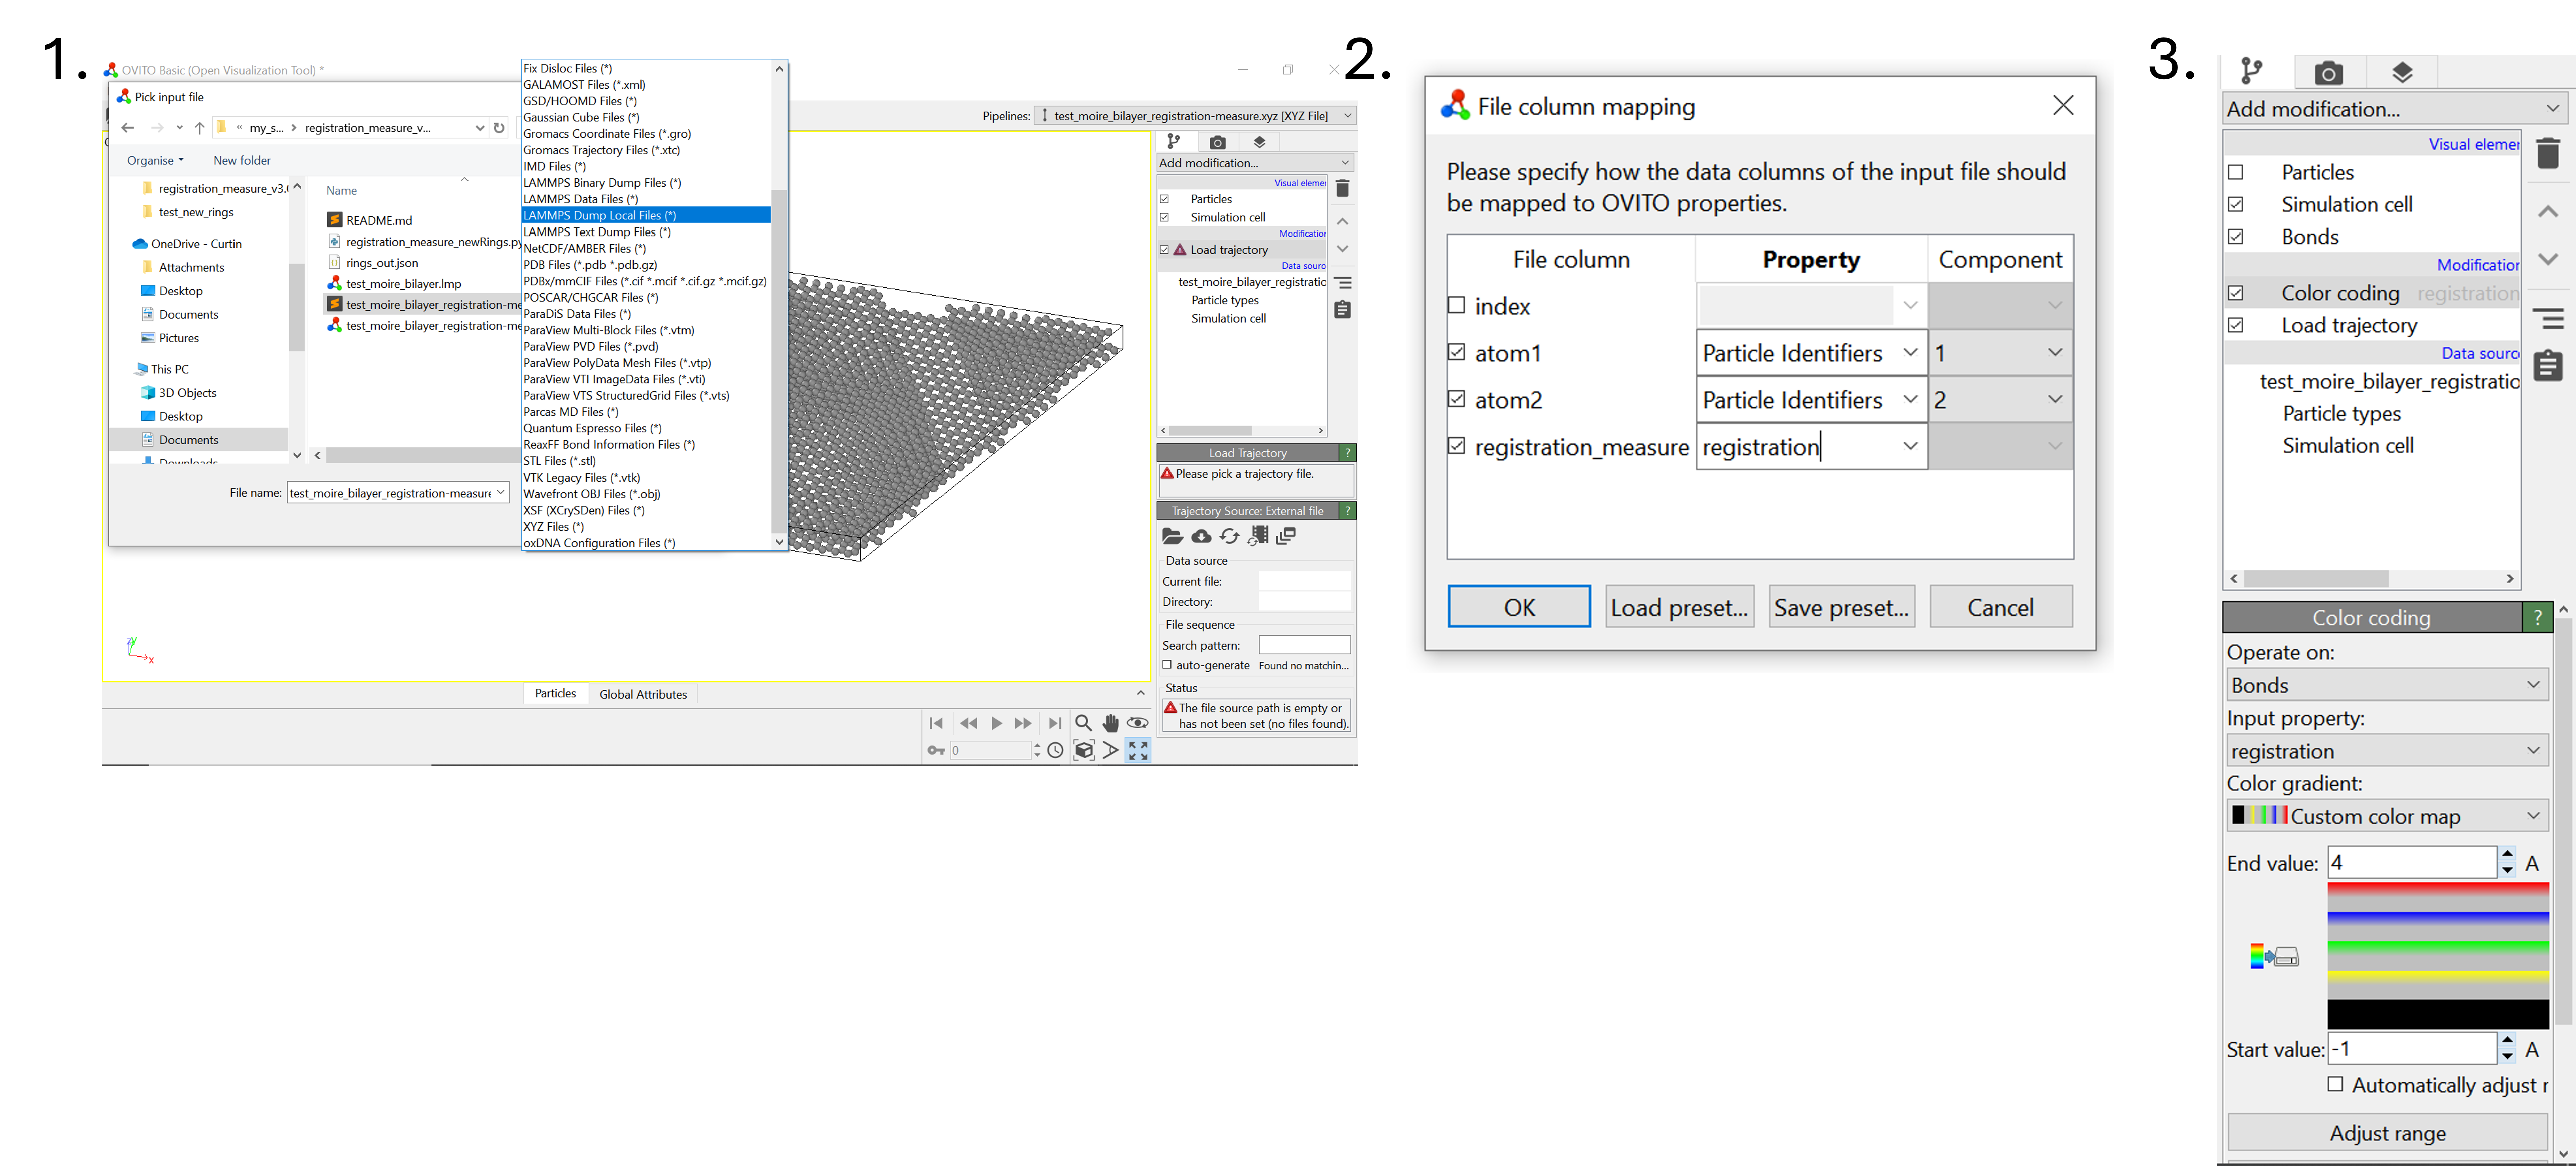 1.
OVITO Basic (Open Visualization Tool) *
Pick input file
« my_s... > registration_measure_v...
Organise
New folder
registration_measure_v3.
test_new_rings
OneDrive - Curtin
Attachments
Desktop
Documents
Pictures
This PC
3D Objects
Desktop
Documents
Downloads
Name
README.md
registration_measure_newRings.py
rings_out.json
test_moire_bilayer.lmp
test_moire_bilayer_registration-me
test_moire_bilayer_registration-me
File name: test_moire_bilayer_registration-measure
Fix Disloc Files (*)
GALAMOST Files (*.xml)
GSD/HOOMD Files (*)
Gaussian Cube Files (*)
Gromacs Coordinate Files (*.gro)
Gromacs Trajectory Files (*.xtc)
IMD Files (*)
LAMMPS Binary Dump Files (*)
LAMMPS Data Files (*)
LAMMPS Dump Local Files (*)
LAMMPS Text Dump Files (*)
NetCDF/AMBER Files (*)
PDB Files (*.pdb *.pdb.gz)
PDBx/mmCIF Files (*.cif *.mcif *.cif.gz *.mcif.gz)
POSCAR/CHGCAR Files (*)
ParaDiS Data Files (*)
ParaView Multi-Block Files (*.vtm)
ParaView PVD Files (*.pvd)
ParaView PolyData Mesh Files (*.vtp)
ParaView VTI ImageData Files (*.vti)
ParaView VTS StructuredGrid Files (*.vts)
Parcas MD Files (*)
Quantum Espresso Files (*)
ReaxFF Bond Information Files (*)
STL Files (*.stl)
VTK Legacy Files (*.vtk)
Wavefront OBJ Files (*.obj)
XSF (XCrySDen) Files (*)
XYZ Files (*)
oxDNA Configuration Files (*)
Pipelines: test_moire_bilayer_registration-measure.xyz [XYZ File]
Add modification...
Visual elemen
Particles
Simulation cell
Modification
Load trajectory
Data sourc
test_moire_bilayer_registratio
Particle types
Simulation cell
Load Trajectory ?
Please pick a trajectory file.
Trajectory Source: External file ?
Data source
Current file:
Directory:
File sequence
Search pattern:
auto-generate Found no matchin...
Status
The file source path is empty or
has not been set (no files found).
x
Particles Global Attributes
0
2.
File column mapping
Please specify how the data columns of the input file should
be mapped to OVITO properties.
File column Property Component
index
atom1 Particle Identifiers 1
atom2 Particle Identifiers 2
registration_measure registration
OK Load preset... Save preset... Cancel
3.
Add modification...
Visual elemer
Particles
Simulation cell
Bonds
Modification
Color coding registration
Load trajectory
Data sourc
test_moire_bilayer_registratio
Particle types
Simulation cell
Color coding ?
Operate on:
Bonds
Input property:
registration
Color gradient:
Custom color map
End value: 4 A
Start value: -1 A
Automatically adjust r
Adjust range